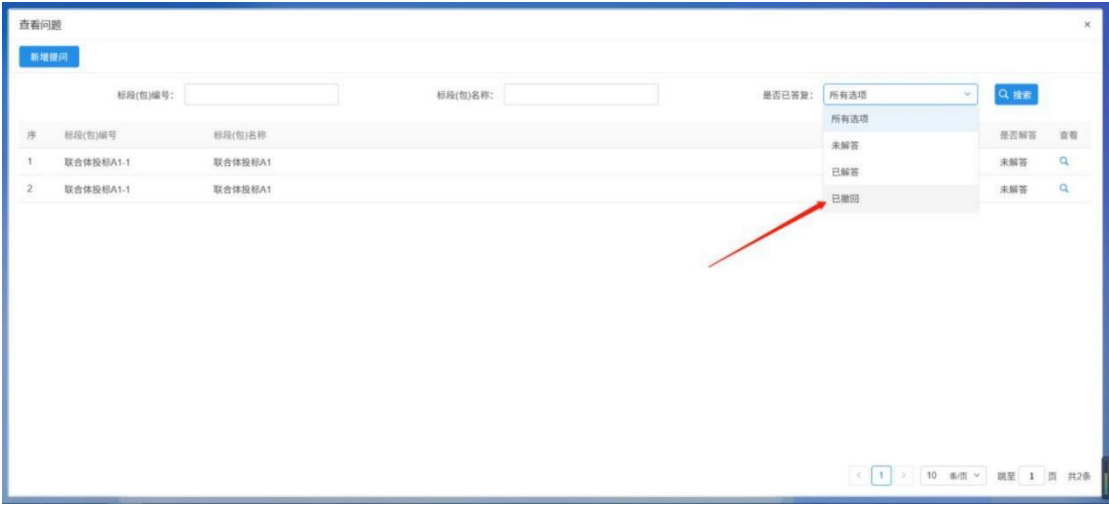 查看问题 ×
新增提问
标段(包)编号: 标段(包)名称: 是否已答复: 所有选项 搜索
所有选项
未解答
已解答
已撤回
序 标段(包)编号 标段(包)名称 是否解答 查看
1 联合体投标A1-1 联合体投标A1 未解答
2 联合体投标A1-1 联合体投标A1 未解答
< 1 > 10 条/页 跳至 1 页 共2条